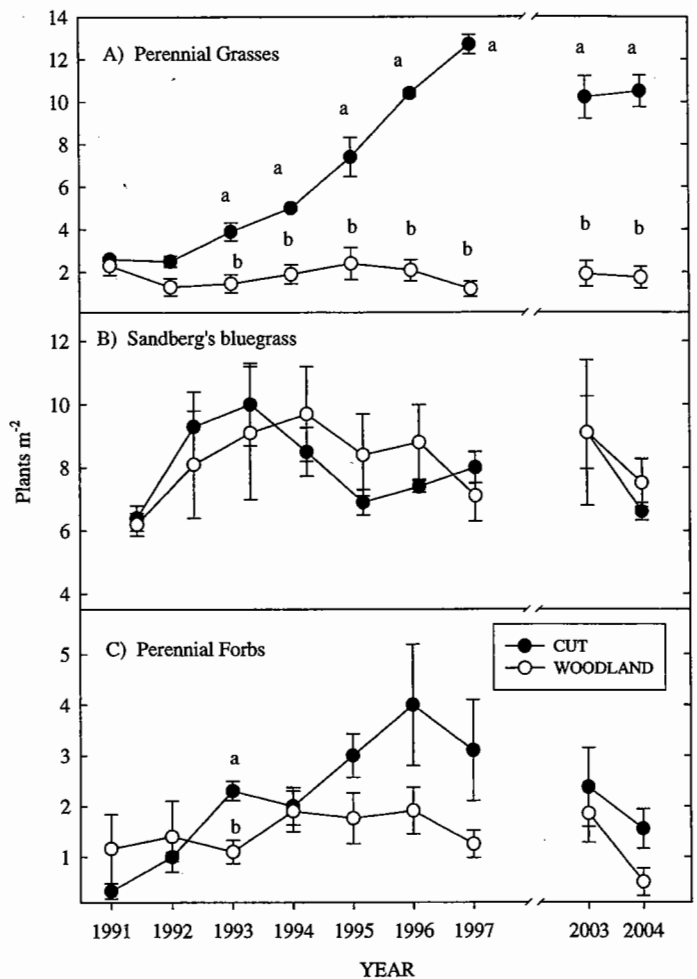 14
A) Perennial Grasses
12
10
8
6
4
2
a a a a a a a
b b b b b b b
B) Sandberg's bluegrass
12
10
8
6
4
Plants m-2
C) Perennial Forbs
CUT
WOODLAND
5
4
3
2
1
a
b
1991 1992 1993 1994 1995 1996 1997 2003 2004
YEAR